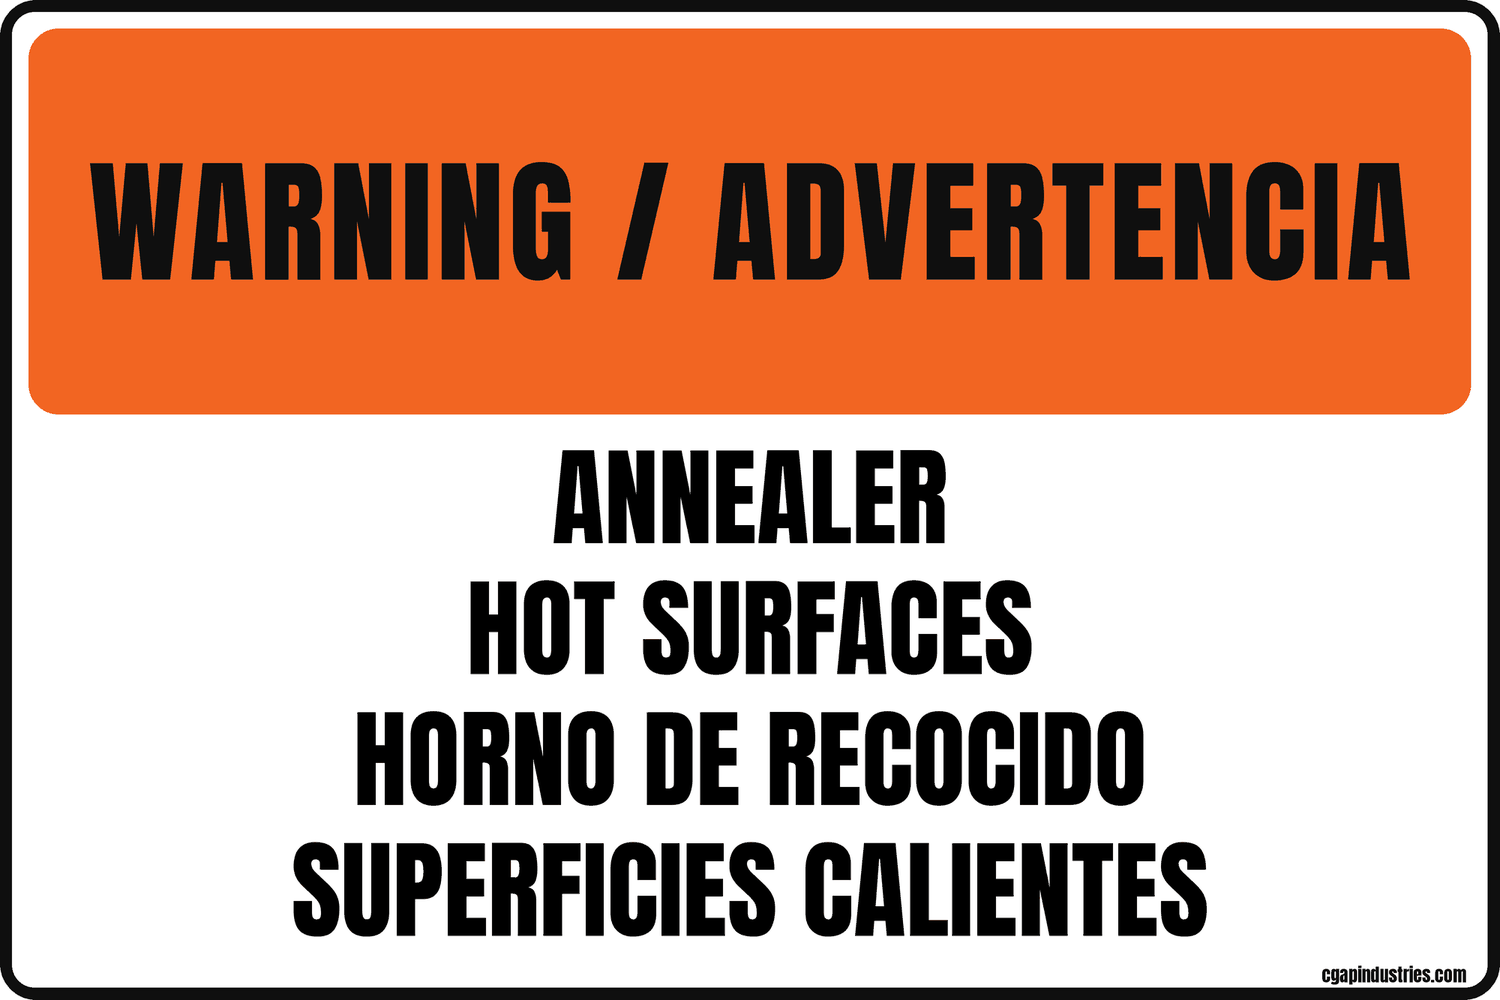 WARNING / ADVERTENCIA
ANNEALER
HOT SURFACES
HORNO DE RECOCIDO
SUPERFICIES CALIENTES
cgapindustries.com